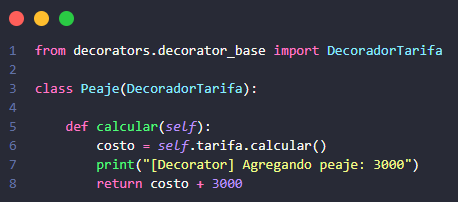 1 from decorators.decorator_base import DecoradorTarifa
2
3 class Peaje(DecoradorTarifa):
4
5     def calcular(self):
6         costo = self.tarifa.calcular()
7         print("[Decorator] Agregando peaje: 3000")
8         return costo + 3000